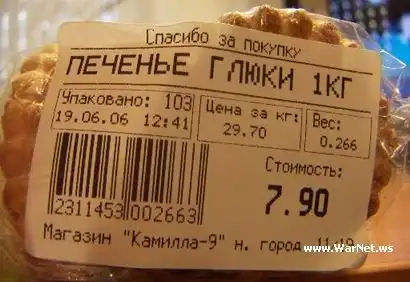 Спасибо за покупку
ПЕЧЕНЬЕ ГЛЮКИ 1КГ
Упаковано: 103
19.06.06 12:41
Цена за кг:
29.70
Вес:
0.266
Стоимость:
7.90
2311453 002663
Магазин "Камилла-9" н. город
www.WarNet.ws